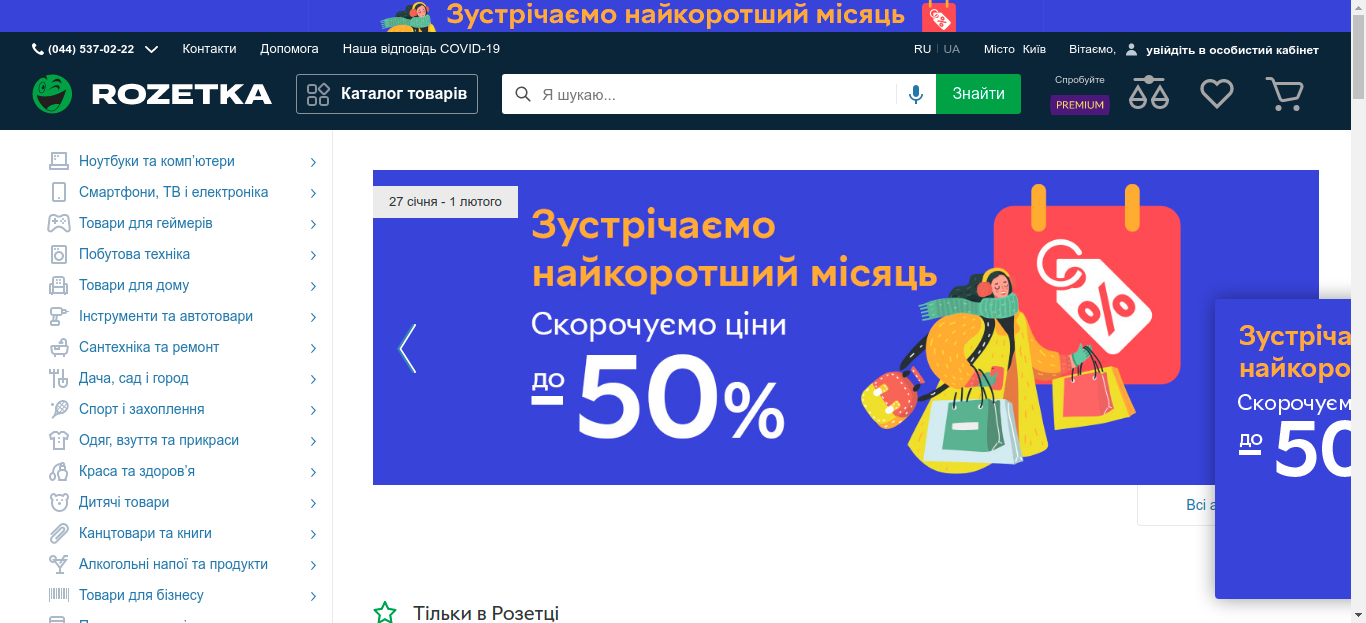 Зустрічаємо найкоротший місяць
%
(044) 537-02-22
Контакти
Допомога
Наша відповідь COVID-19
RU | UA
Місто Київ
Вітаємо, увійдіть в особистий кабінет
ROZETKA
Каталог товарів
Я шукаю...
Знайти
Спробуйте
PREMIUM
Ноутбуки та комп'ютери
Смартфони, ТВ і електроніка
Товари для геймерів
Побутова техніка
Товари для дому
Інструменти та автотовари
Сантехніка та ремонт
Дача, сад і город
Спорт і захоплення
Одяг, взуття та прикраси
Краса та здоров'я
Дитячі товари
Канцтовари та книги
Алкогольні напої та продукти
Товари для бізнесу
27 січня - 1 лютого
Зустрічаємо
найкоротший місяць
Скорочуємо ціни
до
-50%
%
Зустріча
найкоро
Скорочуєм
до
-50
Всі а
Тільки в Розетці